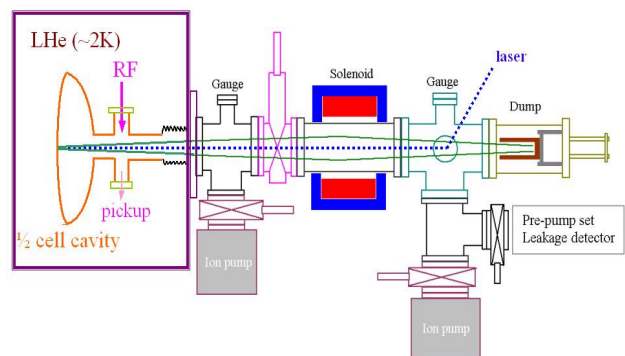 LHe (~2K)
RF
pickup
½ cell cavity
Gauge
Ion pump
Solenoid
Gauge
laser
Dump
Pre-pump set
Leakage detector
Ion pump